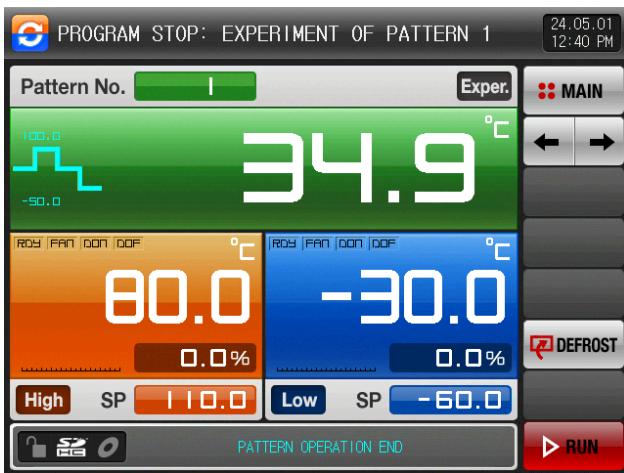 PROGRAM STOP: EXPERIMENT OF PATTERN 1
24.05.01
12:40 PM
Pattern No. 1
Exper.
MAIN
100.0
-50.0
34.9 °C
RDY FAN DON DOF °C
80.0
0.0%
RDY FAN DON DOF °C
-30.0
0.0%
DEFROST
High SP 110.0
Low SP -60.0
SD HC
PATTERN OPERATION END
RUN